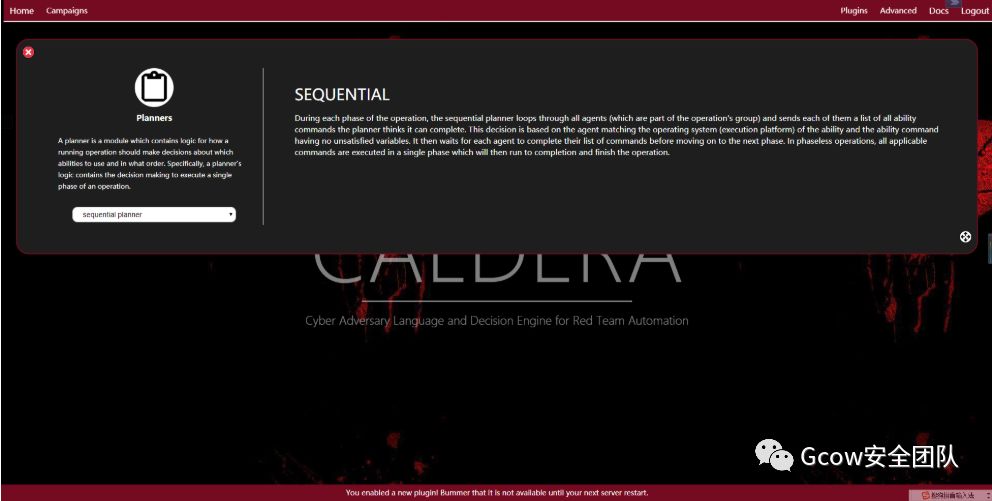 Home Campaigns Plugins Advanced Docs Logout
Planners
A planner is a module which contains logic for how a
running operation should make decisions about which
abilities to use and in what order. Specifically, a planner's
logic contains the decision making to execute a single
phase of an operation.
sequential planner
SEQUENTIAL
During each phase of the operation, the sequential planner loops through all agents (which are part of the operation's group) and sends each of them a list of all ability
commands the planner thinks it can complete. This decision is based on the agent matching the operating system (execution platform) of the ability and the ability command
having no unsatisfied variables. It then waits for each agent to complete their list of commands before moving on to the next phase. In phaseless operations, all applicable
commands are executed in a single phase which will then run to completion and finish the operation.
CALDERA
Cyber Adversary Language and Decision Engine for Red Team Automation
Gcow安全团队
You enabled a new plugin! Bummer that it is not available until your next server restart.